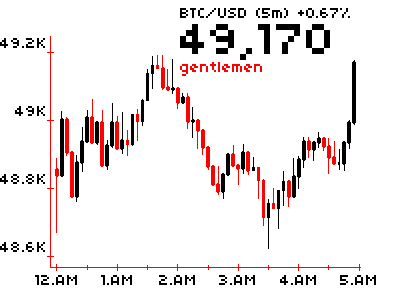 BTC/USD (5m) +0.67%
49,170
gentlemen
49.2K
49K
48.8K
48.6K
12.AM 1.AM 2.AM 3.AM 4.AM 5.AM